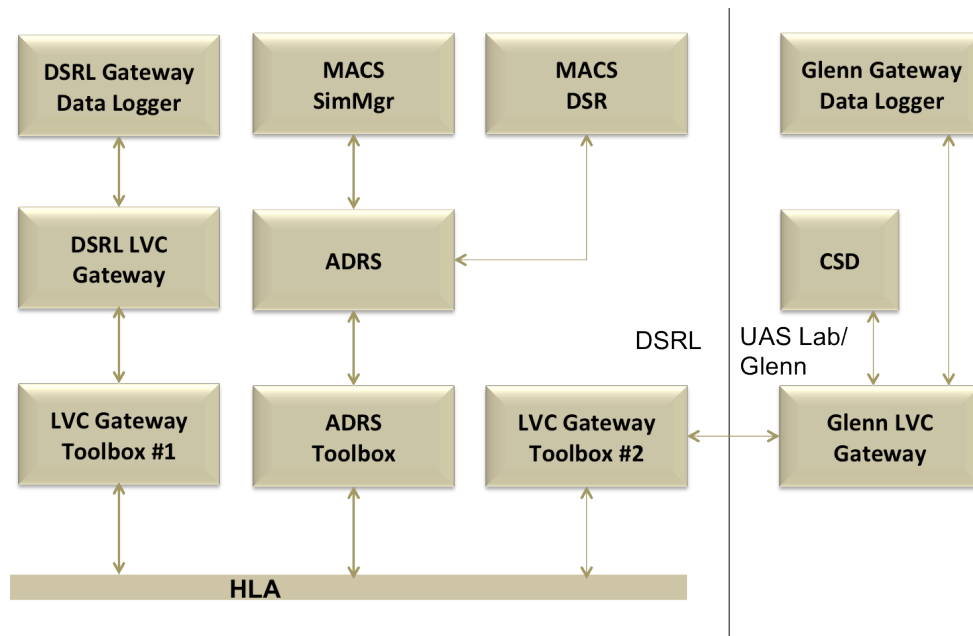 DSRL Gateway
Data Logger
MACS
SimMgr
MACS
DSR
Glenn Gateway
Data Logger
DSRL LVC
Gateway
ADRS
CSD
DSRL
UAS Lab/
Glenn
LVC Gateway
Toolbox #1
ADRS
Toolbox
LVC Gateway
Toolbox #2
Glenn LVC
Gateway
HLA